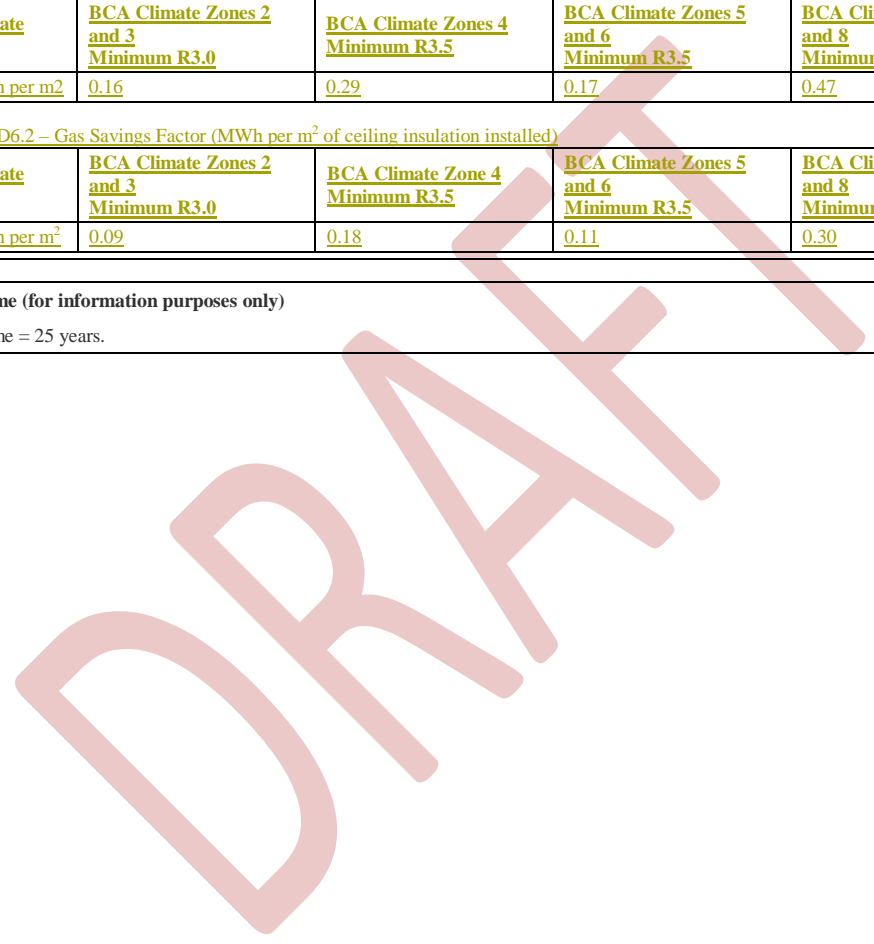 ate
BCA Climate Zones 2
and 3
Minimum R3.0
BCA Climate Zones 4
Minimum R3.5
BCA Climate Zones 5
and 6
Minimum R3.5
BCA Cli
and 8
Minimum
h per m2 0.16 0.29 0.17 0.47
D6.2 – Gas Savings Factor (MWh per m² of ceiling insulation installed)
ate
BCA Climate Zones 2
and 3
Minimum R3.0
BCA Climate Zone 4
Minimum R3.5
BCA Climate Zones 5
and 6
Minimum R3.5
BCA Cli
and 8
Minimum
h per m² 0.09 0.18 0.11 0.30
me (for information purposes only)
me = 25 years.
DRAFT